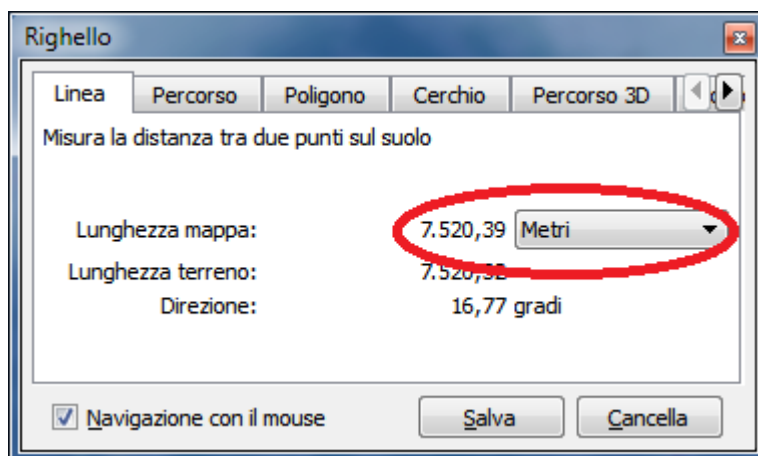 Righello
Linea Percorso Poligono Cerchio Percorso 3D
Misura la distanza tra due punti sul suolo
Lunghezza mappa: 7.520,39 Metri
Lunghezza terreno:
Direzione: 16,77 gradi
Navigazione con il mouse Salva Cancella